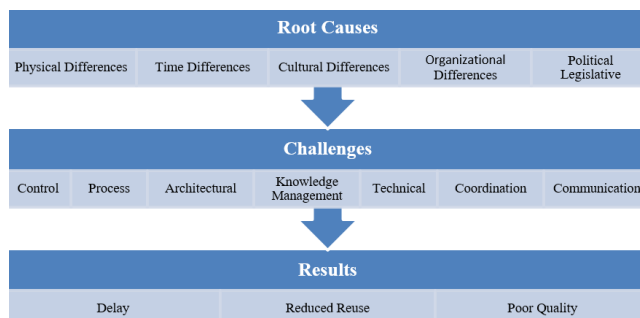 Root Causes
Physical Differences
Time Differences
Cultural Differences
Organizational
Differences
Political
Legislative
Challenges
Control
Process
Architectural
Knowledge
Management
Technical
Coordination
Communication
Results
Delay
Reduced Reuse
Poor Quality